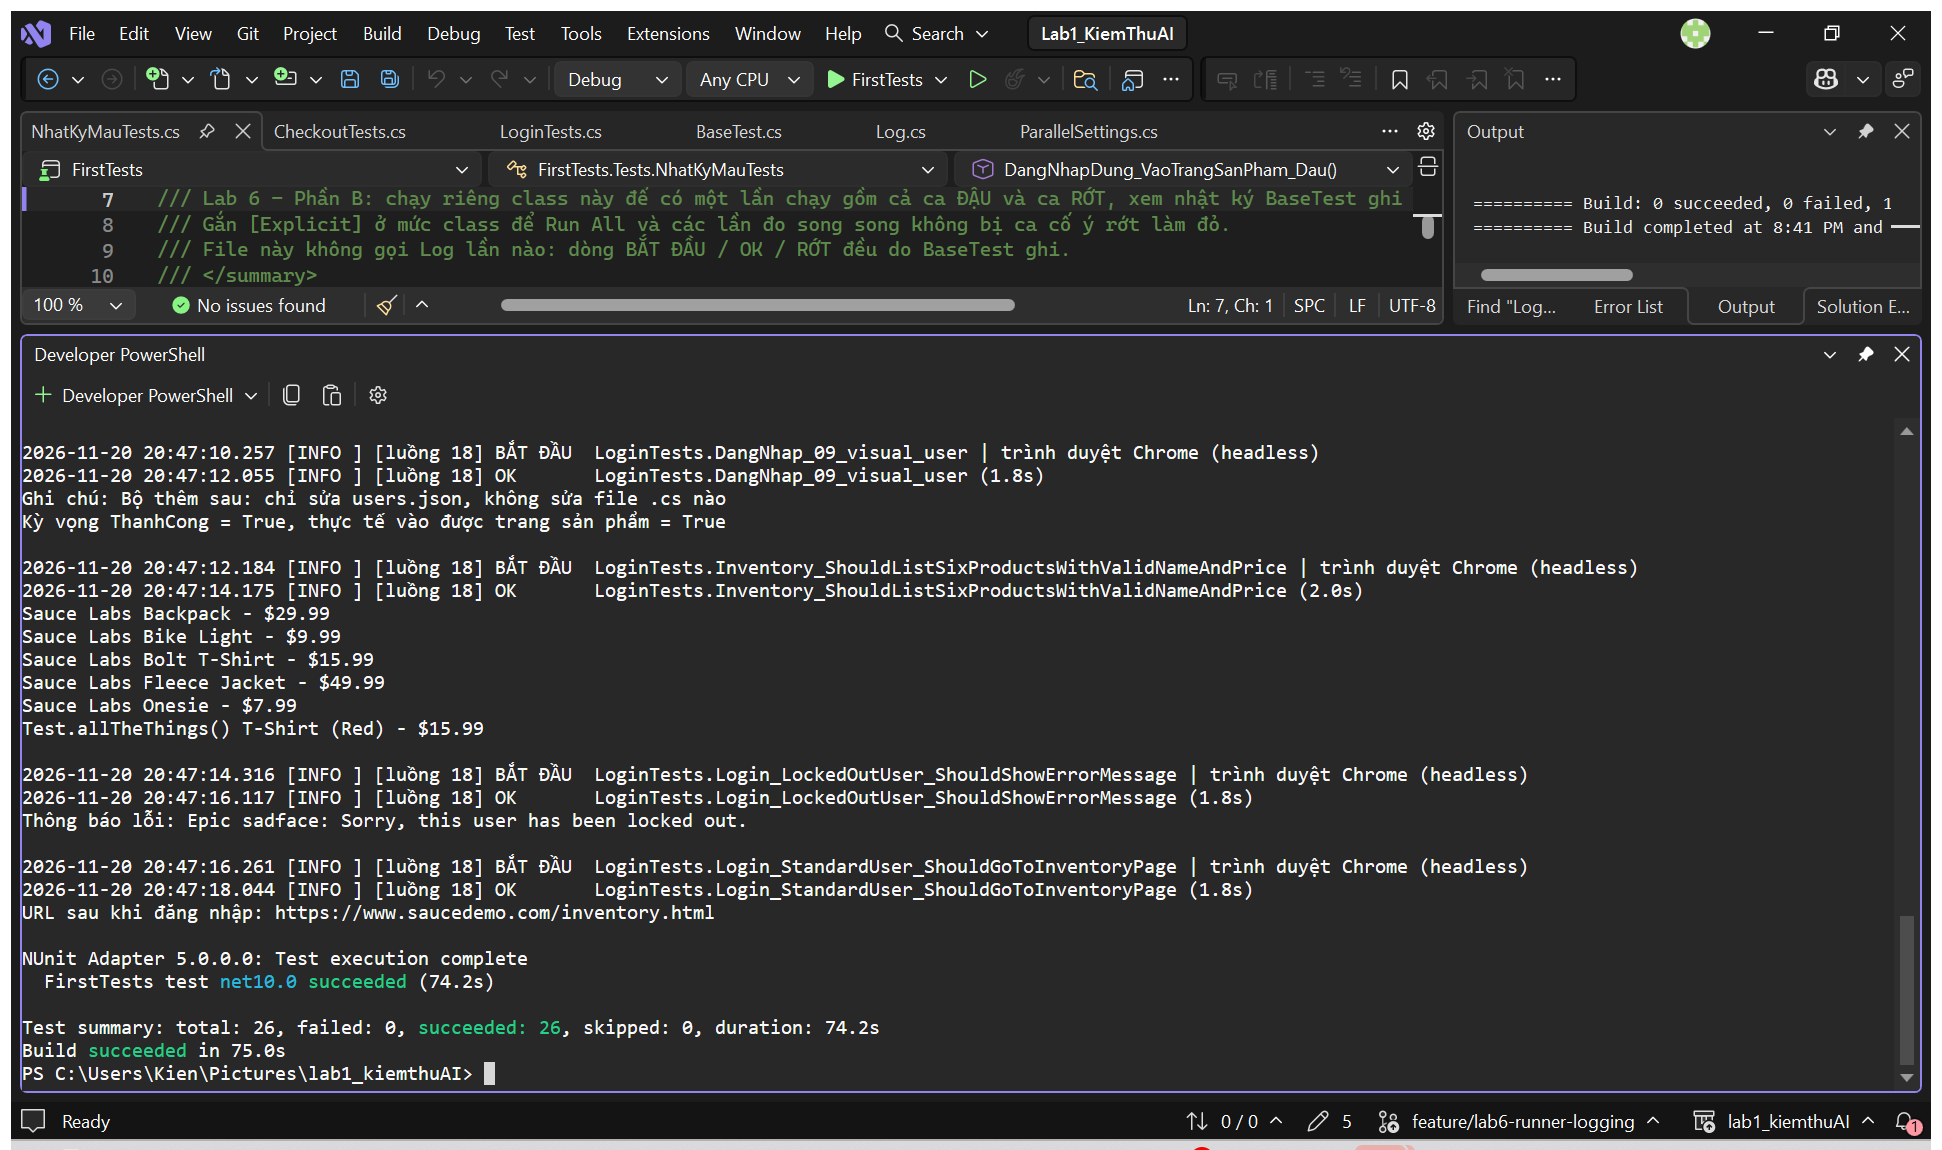 File Edit View Git Project Build Debug Test Tools Extensions Window Help Search Lab1_KiemThuAI
Debug Any CPU FirstTests
NhatKyMauTests.cs CheckoutTests.cs LoginTests.cs BaseTest.cs Log.cs ParallelSettings.cs
FirstTests FirstTests.Tests.NhatKyMauTests DangNhapDung_VaoTrangSanPham_Dau()
7 /// Lab 6 - Phần B: chạy riêng class này để có một lần chạy gồm cả ca ĐẬU và ca RỚT, xem nhật ký BaseTest ghi
8 /// Gắn [Explicit] ở mức class để Run All và các lần đo song song không bị ca cố ý rớt làm đỏ.
9 /// File này không gọi Log lần nào: dòng BẮT ĐẦU / OK / RỚT đều do BaseTest ghi.
10 /// </summary>
100 % No issues found Ln: 7, Ch: 1 SPC LF UTF-8
Output
========== Build: 0 succeeded, 0 failed, 1
========== Build completed at 8:41 PM and
Find "Log... Error List Output Solution E...
Developer PowerShell
Developer PowerShell
2026-11-20 20:47:10.257 [INFO ] [luồng 18] BẮT ĐẦU  LoginTests.DangNhap_09_visual_user | trình duyệt Chrome (headless)
2026-11-20 20:47:12.055 [INFO ] [luồng 18] OK       LoginTests.DangNhap_09_visual_user (1.8s)
Ghi chú: Bộ thêm sau: chỉ sửa users.json, không sửa file .cs nào
Kỳ vọng ThanhCong = True, thực tế vào được trang sản phẩm = True
2026-11-20 20:47:12.184 [INFO ] [luồng 18] BẮT ĐẦU  LoginTests.Inventory_ShouldListSixProductsWithValidNameAndPrice | trình duyệt Chrome (headless)
2026-11-20 20:47:14.175 [INFO ] [luồng 18] OK       LoginTests.Inventory_ShouldListSixProductsWithValidNameAndPrice (2.0s)
Sauce Labs Backpack - $29.99
Sauce Labs Bike Light - $9.99
Sauce Labs Bolt T-Shirt - $15.99
Sauce Labs Fleece Jacket - $49.99
Sauce Labs Onesie - $7.99
Test.allTheThings() T-Shirt (Red) - $15.99
2026-11-20 20:47:14.316 [INFO ] [luồng 18] BẮT ĐẦU  LoginTests.Login_LockedOutUser_ShouldShowErrorMessage | trình duyệt Chrome (headless)
2026-11-20 20:47:16.117 [INFO ] [luồng 18] OK       LoginTests.Login_LockedOutUser_ShouldShowErrorMessage (1.8s)
Thông báo lỗi: Epic sadface: Sorry, this user has been locked out.
2026-11-20 20:47:16.261 [INFO ] [luồng 18] BẮT ĐẦU  LoginTests.Login_StandardUser_ShouldGoToInventoryPage | trình duyệt Chrome (headless)
2026-11-20 20:47:18.044 [INFO ] [luồng 18] OK       LoginTests.Login_StandardUser_ShouldGoToInventoryPage (1.8s)
URL sau khi đăng nhập: https://www.saucedemo.com/inventory.html
NUnit Adapter 5.0.0.0: Test execution complete
FirstTests test net10.0 succeeded (74.2s)
Test summary: total: 26, failed: 0, succeeded: 26, skipped: 0, duration: 74.2s
Build succeeded in 75.0s
PS C:\Users\Kien\Pictures\lab1_kiemthuAI>
Ready 0 / 0 5 feature/lab6-runner-logging lab1_kiemthuAI 1